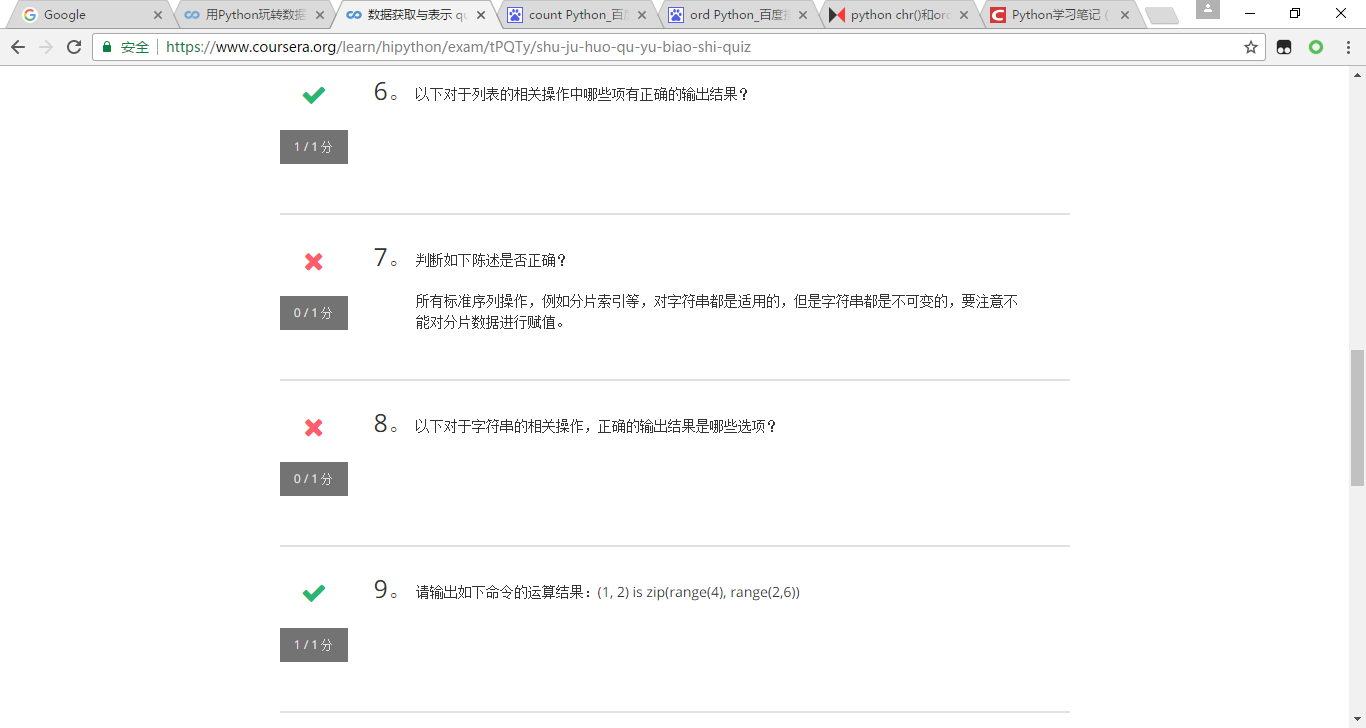 Google
用Python玩转数据
数据获取与表示 qu
count Python_百度
ord Python_百度搜
python chr()和ord
Python学习笔记（
安全
https://www.coursera.org/learn/hipython/exam/tPQTy/shu-ju-huo-qu-yu-biao-shi-quiz
6。 以下对于列表的相关操作中哪些项有正确的输出结果？
1 / 1 分
7。 判断如下陈述是否正确？
所有标准序列操作，例如分片索引等，对字符串都是适用的，但是字符串都是不可变的，要注意不
能对分片数据进行赋值。
0 / 1 分
8。 以下对于字符串的相关操作，正确的输出结果是哪些选项？
0 / 1 分
9。 请输出如下命令的运算结果：(1, 2) is zip(range(4), range(2,6))
1 / 1 分